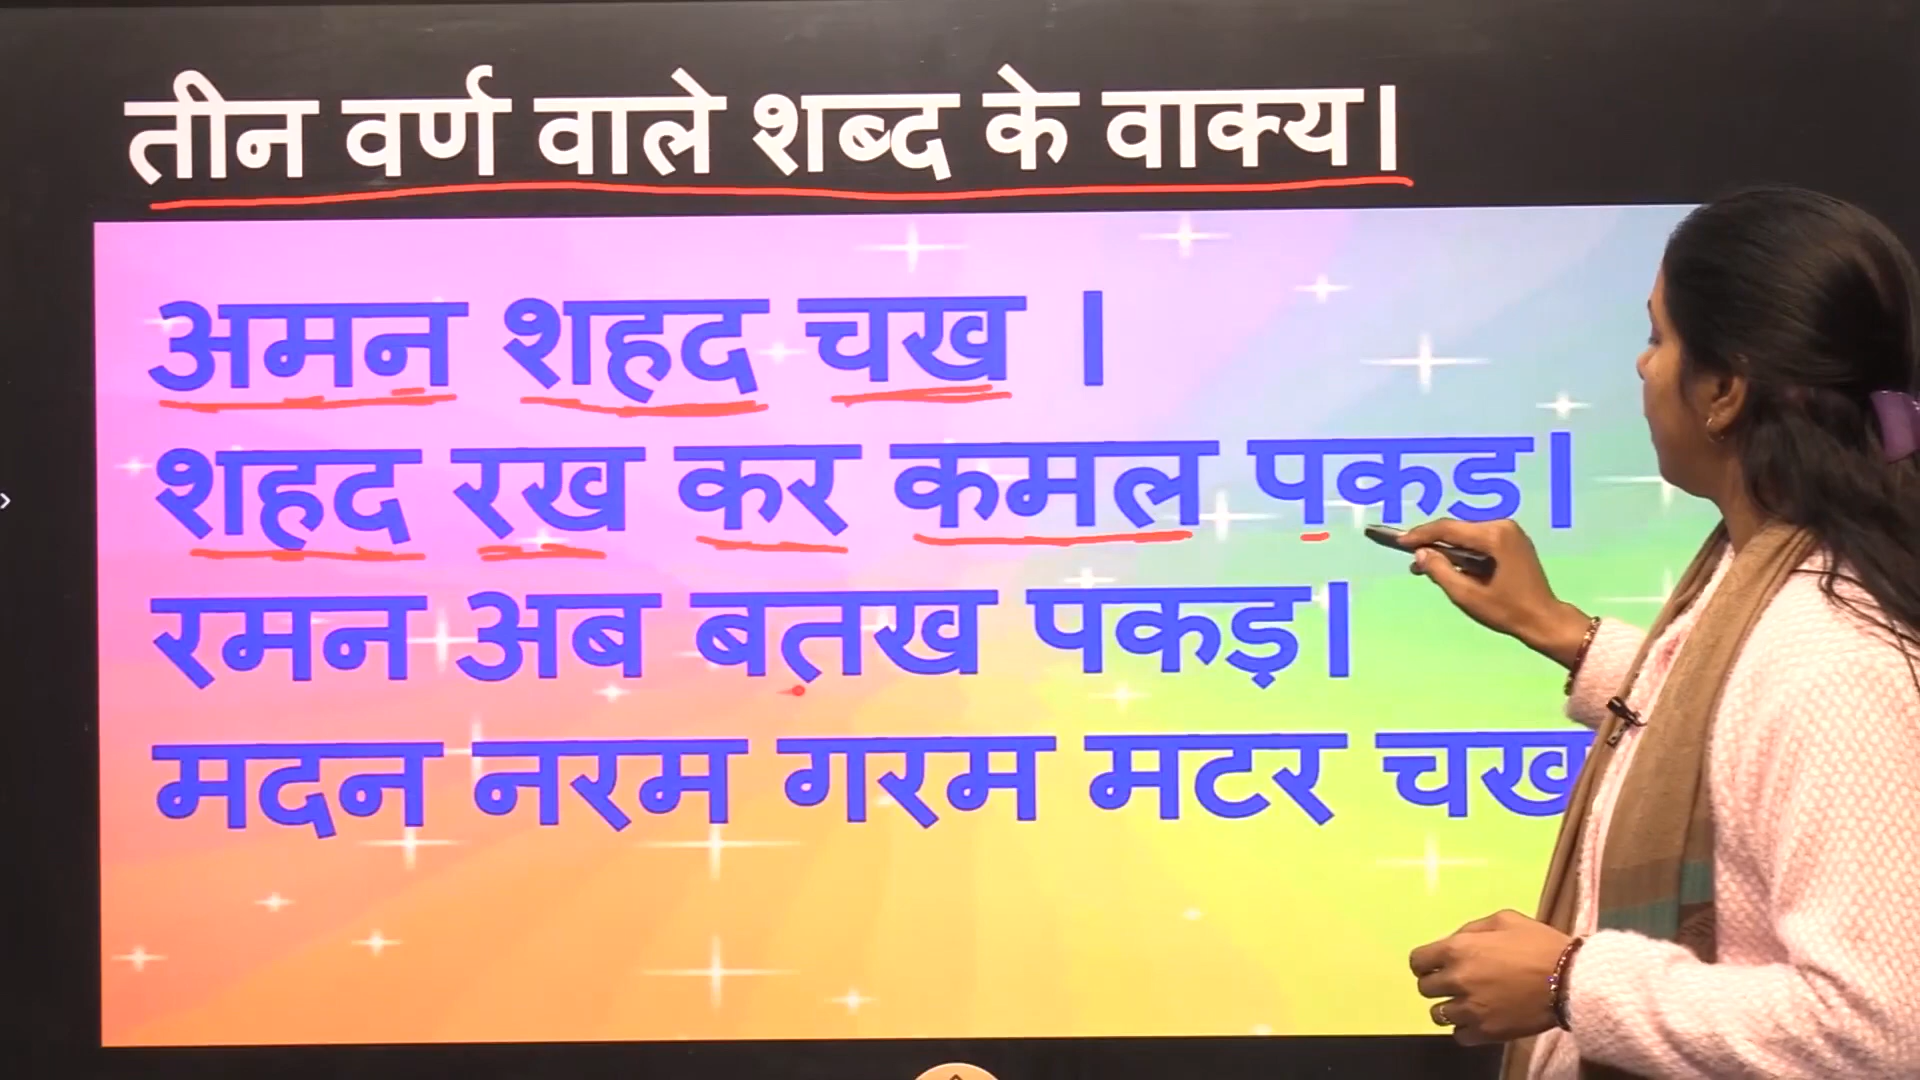 तीन वर्ण वाले शब्द के वाक्य।
अमन शहद चख ।
शहद रख कर कमल पकड।
रमन अब बतख पकड़।
मदन नरम गरम मटर चख